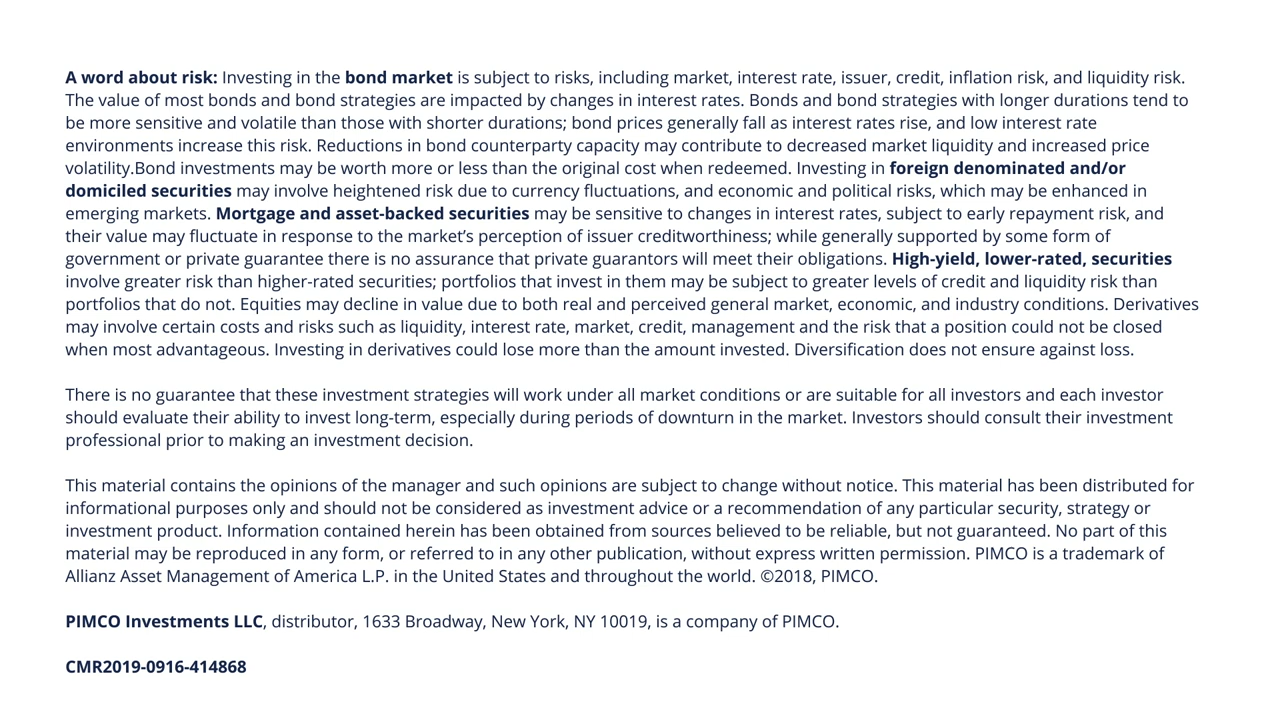 A word about risk: Investing in the bond market is subject to risks, including market, interest rate, issuer, credit, inflation risk, and liquidity risk.
The value of most bonds and bond strategies are impacted by changes in interest rates. Bonds and bond strategies with longer durations tend to
be more sensitive and volatile than those with shorter durations; bond prices generally fall as interest rates rise, and low interest rate
environments increase this risk. Reductions in bond counterparty capacity may contribute to decreased market liquidity and increased price
volatility.Bond investments may be worth more or less than the original cost when redeemed. Investing in foreign denominated and/or
domiciled securities may involve heightened risk due to currency fluctuations, and economic and political risks, which may be enhanced in
emerging markets. Mortgage and asset-backed securities may be sensitive to changes in interest rates, subject to early repayment risk, and
their value may fluctuate in response to the market’s perception of issuer creditworthiness; while generally supported by some form of
government or private guarantee there is no assurance that private guarantors will meet their obligations. High-yield, lower-rated, securities
involve greater risk than higher-rated securities; portfolios that invest in them may be subject to greater levels of credit and liquidity risk than
portfolios that do not. Equities may decline in value due to both real and perceived general market, economic, and industry conditions. Derivatives
may involve certain costs and risks such as liquidity, interest rate, market, credit, management and the risk that a position could not be closed
when most advantageous. Investing in derivatives could lose more than the amount invested. Diversification does not ensure against loss.
There is no guarantee that these investment strategies will work under all market conditions or are suitable for all investors and each investor
should evaluate their ability to invest long-term, especially during periods of downturn in the market. Investors should consult their investment
professional prior to making an investment decision.
This material contains the opinions of the manager and such opinions are subject to change without notice. This material has been distributed for
informational purposes only and should not be considered as investment advice or a recommendation of any particular security, strategy or
investment product. Information contained herein has been obtained from sources believed to be reliable, but not guaranteed. No part of this
material may be reproduced in any form, or referred to in any other publication, without express written permission. PIMCO is a trademark of
Allianz Asset Management of America L.P. in the United States and throughout the world. ©2018, PIMCO.
PIMCO Investments LLC, distributor, 1633 Broadway, New York, NY 10019, is a company of PIMCO.
CMR2019-0916-414868